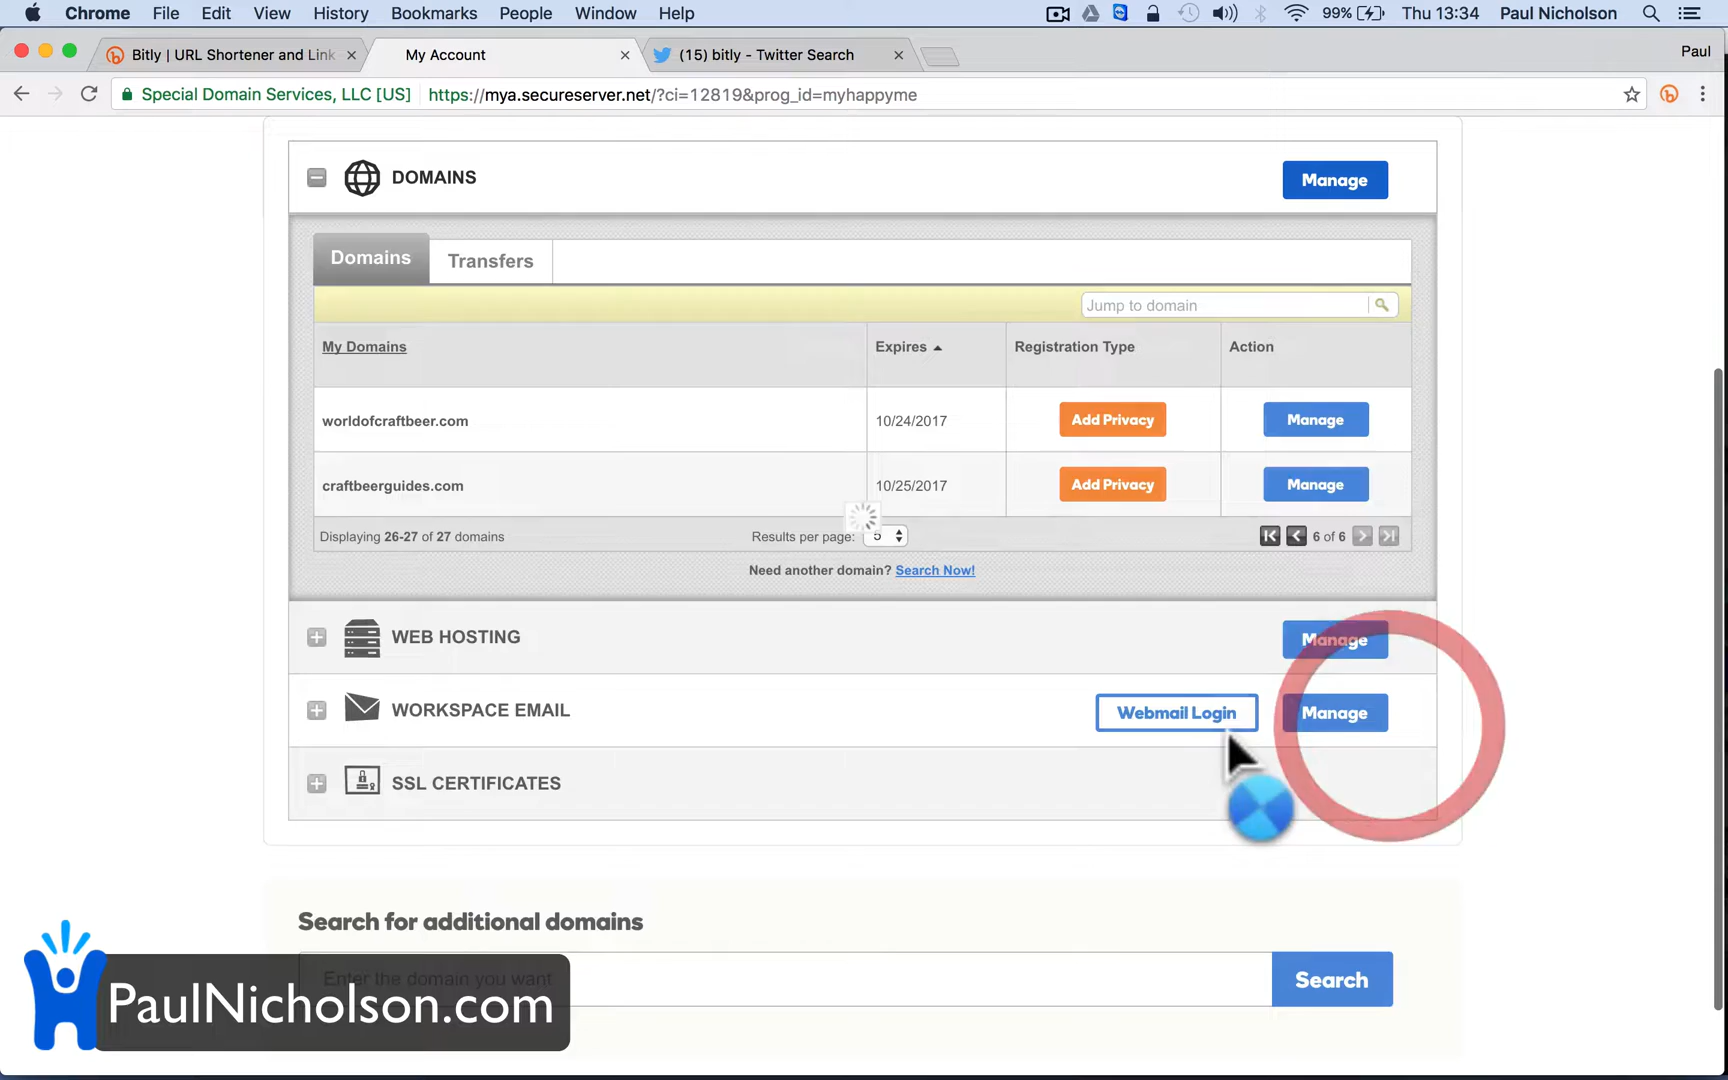 Chrome File Edit View History Bookmarks People Window Help 99% Thu 13:34 Paul Nicholson
Bitly | URL Shortener and Link
My Account
(15) bitly - Twitter Search
Paul
Special Domain Services, LLC [US] https://mya.secureserver.net/?ci=12819&prog_id=myhappyme
DOMAINS Manage
Domains Transfers
Jump to domain
My Domains Expires Registration Type Action
worldofcraftbeer.com 10/24/2017 Add Privacy Manage
craftbeerguides.com 10/25/2017 Add Privacy Manage
Displaying 26-27 of 27 domains Results per page: 5 6 of 6
Need another domain? Search Now!
WEB HOSTING Manage
WORKSPACE EMAIL Webmail Login Manage
SSL CERTIFICATES
Search for additional domains
Enter the domain you want Search
PaulNicholson.com